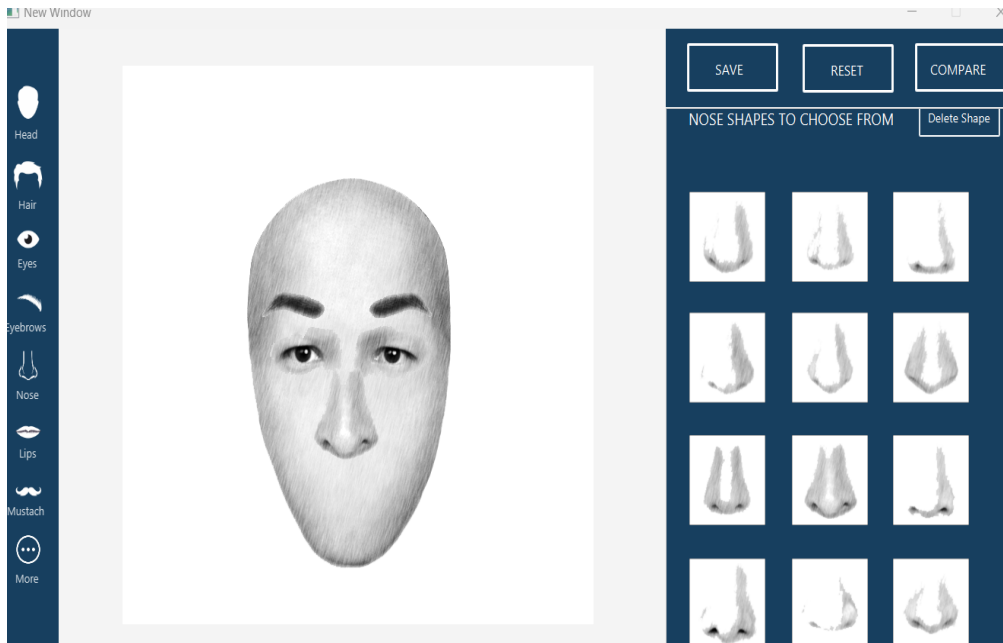 New Window
SAVE
RESET
COMPARE
NOSE SHAPES TO CHOOSE FROM
Delete Shape
Head
Hair
Eyes
Eyebrows
Nose
Lips
Mustach
More